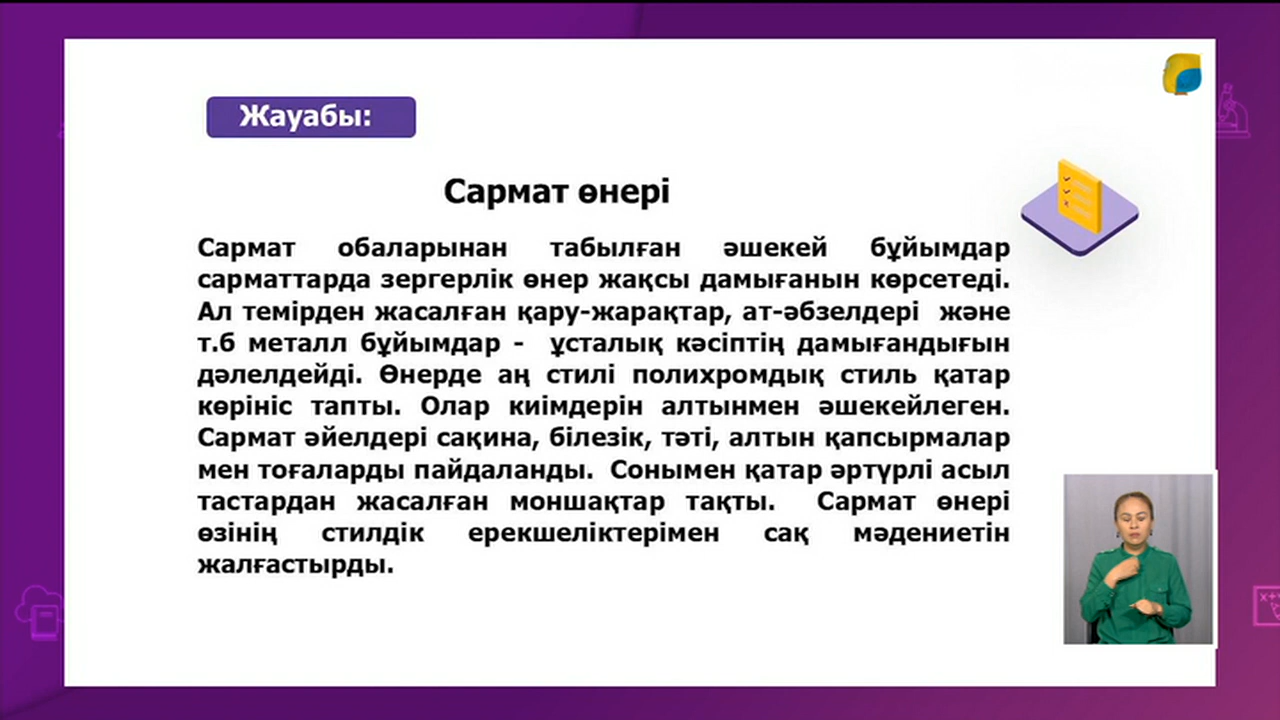 Жауабы:
Сармат өнері
Сармат обаларынан табылған әшекей бұйымдар
сарматтарда зергерлік өнер жақсы дамығанын көрсетеді.
Ал темірден жасалған қару-жарақтар, ат-әбзелдері және
т.б металл бұйымдар - ұсталық кәсіптің дамығандығын
дәлелдейді. Өнерде аң стилі полихромдық стиль қатар
көрініс тапты. Олар киімдерін алтынмен әшекейлеген.
Сармат әйелдері сақина, білезік, тәті, алтын қапсырмалар
мен тоғаларды пайдаланды. Сонымен қатар әртүрлі асыл
тастардан жасалған моншақтар тақты. Сармат өнері
өзінің стилдік ерекшеліктерімен сақ мәдениетін
жалғастырды.